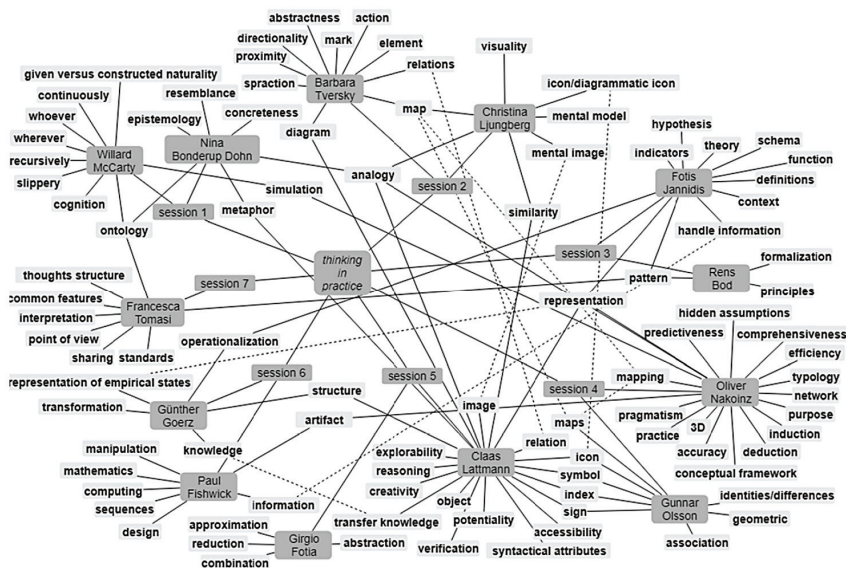 abstractness
action
directionality
mark
element
proximity
relations
spraction
Barbara
Tversky
visuality
given versus constructed naturality
resemblance
continuously
concreteness
whoever
epistemology
wherever
recursively
slippery
cognition
Willard
McCarty
Nina
Bonderup Dohn
diagram
map
Christina
Ljungberg
icon/diagrammatic icon
mental model
mental image
hypothesis
theory
schema
indicators
function
definitions
context
Fotis
Jannidis
handle information
analogy
simulation
session 2
similarity
session 1
metaphor
ontology
thinking
in
practice
session 3
formalization
pattern
Rens
Bod
principles
thoughts structure
session 7
common features
interpretation
point of view
sharing
standards
Francesca
Tomasi
operationalization
representation
hidden assumptions
predictiveness
comprehensiveness
efficiency
typology
network
purpose
induction
deduction
mapping
Oliver
Nakoinz
pragmatism
practice
3D
accuracy
conceptual framework
representation of empirical states
session 6
session 5
session 4
transformation
Günther
Goerz
structure
artifact
image
maps
knowledge
relation
manipulation
mathematics
computing
sequences
design
Paul
Fishwick
information
explorability
reasoning
creativity
Claas
Lattmann
icon
symbol
index
sign
object
potentiality
transfer knowledge
verification
accessibility
syntactical attributes
identities/differences
Gunnar
Olsson
geometric
association
approximation
reduction
combination
Girgio
Fotia
abstraction